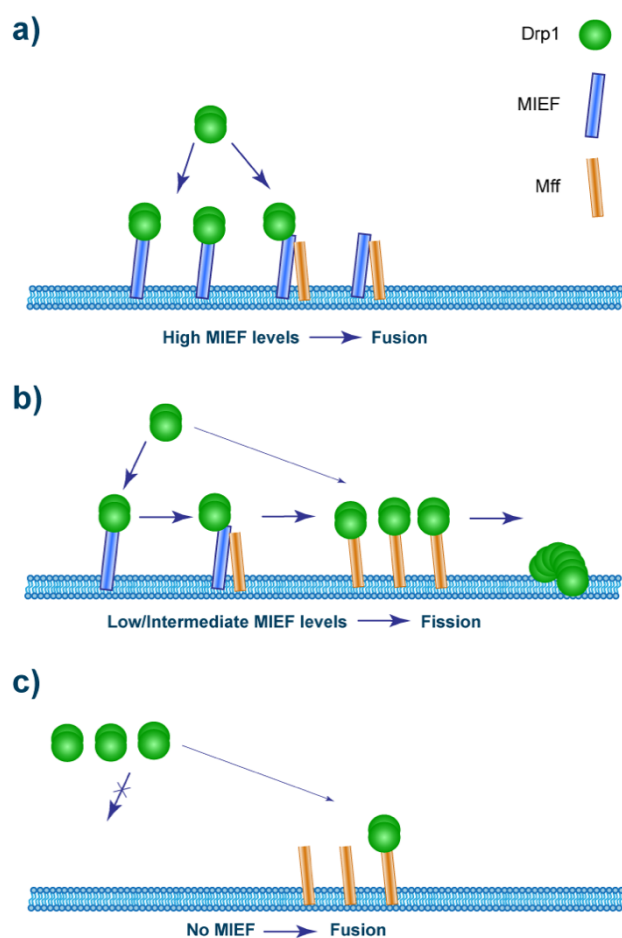 a)
Drp1
MIEF
Mff
High MIEF levels → Fusion
b)
Low/Intermediate MIEF levels → Fission
c)
No MIEF → Fusion